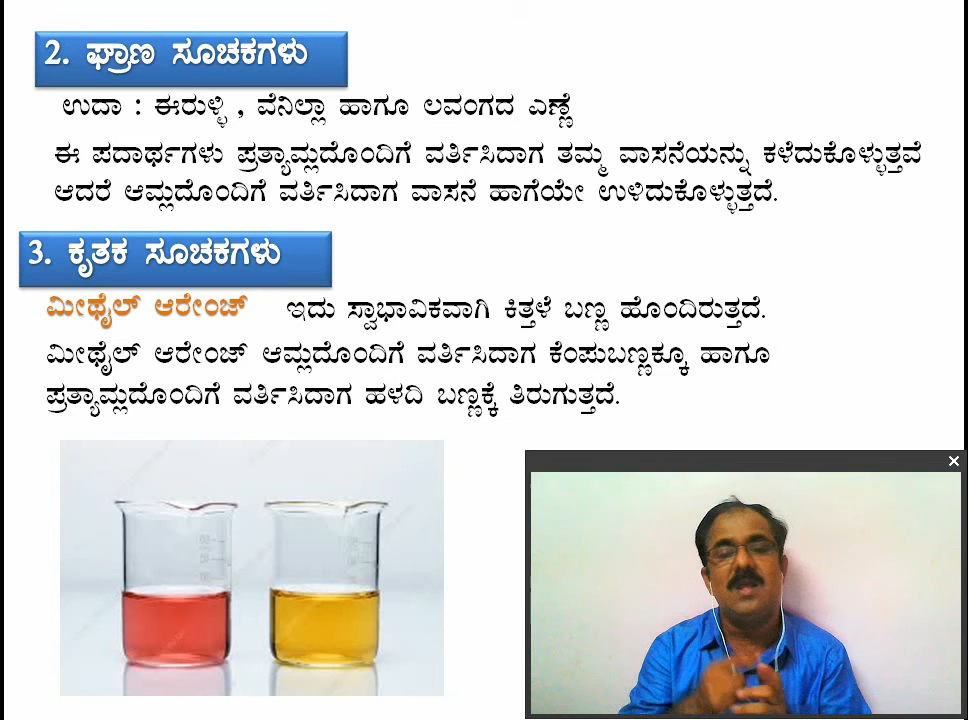 2. ಘ್ರಾಣ ಸೂಚಕಗಳು
ಉದಾ : ಈರುಳ್ಳಿ , ವೆನಿಲ್ಲಾ ಹಾಗೂ ಲವಂಗದ ಎಣ್ಣೆ
ಈ ಪದಾರ್ಥಗಳು ಪ್ರತ್ಯಾಮ್ಲದೊಂದಿಗೆ ವರ್ತಿಸಿದಾಗ ತಮ್ಮ ವಾಸನೆಯನ್ನು ಕಳೆದುಕೊಳ್ಳುತ್ತವೆ
ಆದರೆ ಆಮ್ಲದೊಂದಿಗೆ ವರ್ತಿಸಿದಾಗ ವಾಸನೆ ಹಾಗೆಯೇ ಉಳಿದುಕೊಳ್ಳುತ್ತದೆ.
3. ಕೃತಕ ಸೂಚಕಗಳು
ಮೀಥೈಲ್ ಆರೇಂಜ್ ಇದು ಸ್ವಾಭಾವಿಕವಾಗಿ ಕಿತ್ತಳೆ ಬಣ್ಣ ಹೊಂದಿರುತ್ತದೆ.
ಮೀಥೈಲ್ ಆರೇಂಜ್ ಆಮ್ಲದೊಂದಿಗೆ ವರ್ತಿಸಿದಾಗ ಕೆಂಪುಬಣ್ಣಕ್ಕೂ ಹಾಗೂ
ಪ್ರತ್ಯಾಮ್ಲದೊಂದಿಗೆ ವರ್ತಿಸಿದಾಗ ಹಳದಿ ಬಣ್ಣಕ್ಕೆ ತಿರುಗುತ್ತದೆ.